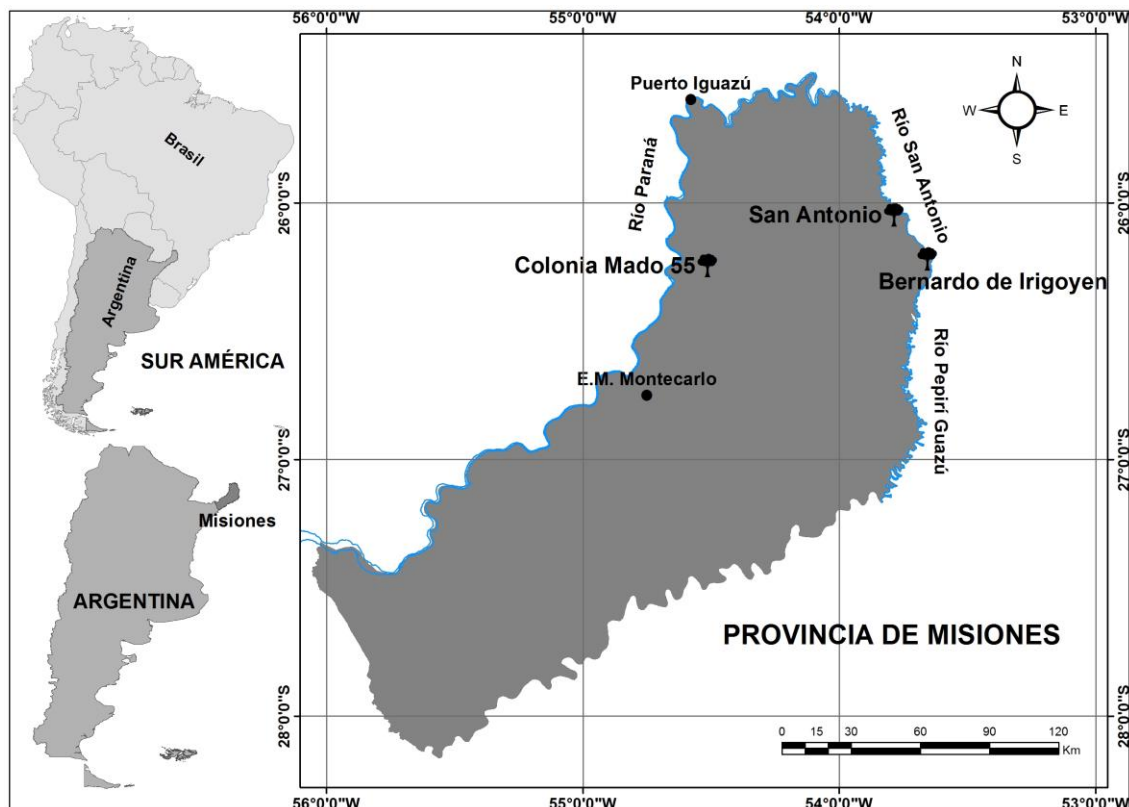 56°0'0"W
55°0'0"W
54°0'0"W
53°0'0"W
Brasil
Argentina
SUR AMÉRICA
Misiones
ARGENTINA
Puerto Iguazú
N
W
E
S
Río Paraná
Río San Antonio
26°0'0"S
26°0'0"S
San Antonio
Colonia Mado 55
Bernardo de Irigoyen
Río Pepirí Guazú
E.M. Montecarlo
27°0'0"S
27°0'0"S
PROVINCIA DE MISIONES
28°0'0"S
28°0'0"S
0 15 30 60 90 120
Km
56°0'0"W
55°0'0"W
54°0'0"W
53°0'0"W